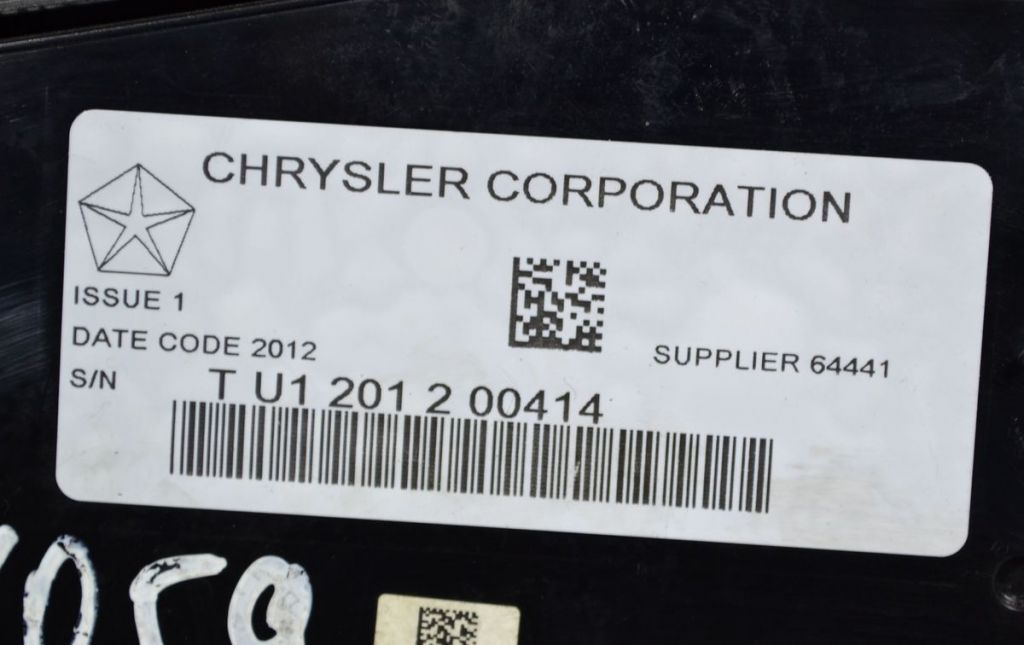 CHRYSLER CORPORATION
ISSUE 1
DATE CODE 2012
SUPPLIER 64441
S/N T U1 201 2 00414